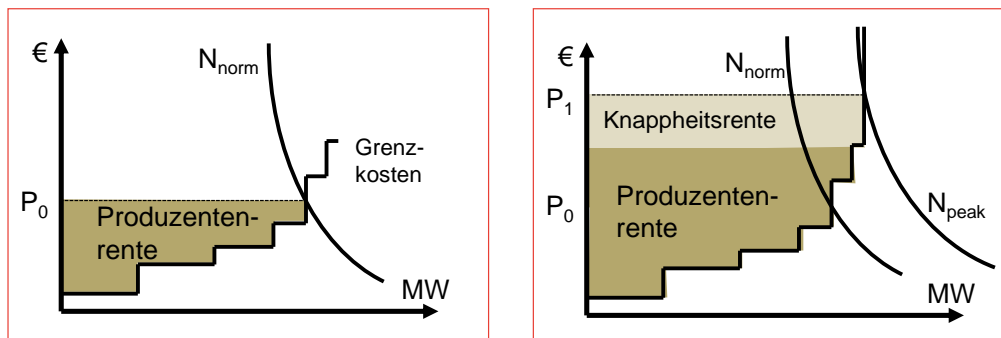 €
N_norm
Grenz-
kosten
P_0
Produzenten-
rente
MW
€
N_norm
P_1
Knappheitsrente
P_0
Produzenten-
rente
N_peak
MW